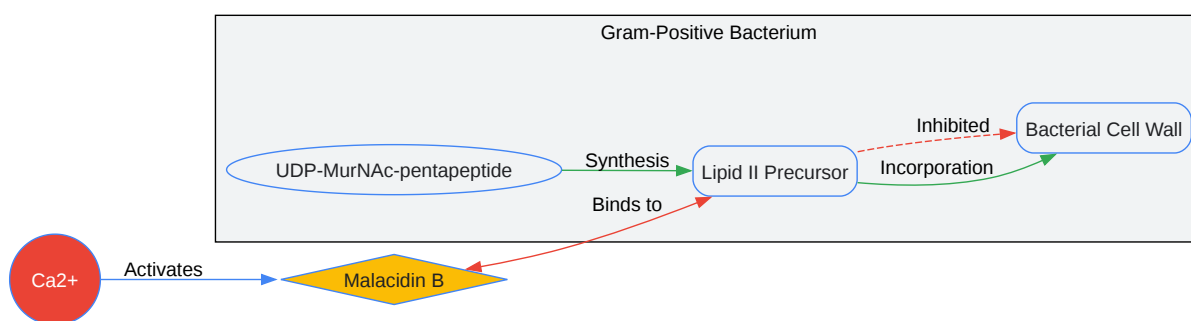 Gram-Positive Bacterium
Inhibited
Bacterial Cell Wall
UDP-MurNAc-pentapeptide
Synthesis
Lipid II Precursor
Incorporation
Binds to
Ca2+
Activates
Malacidin B